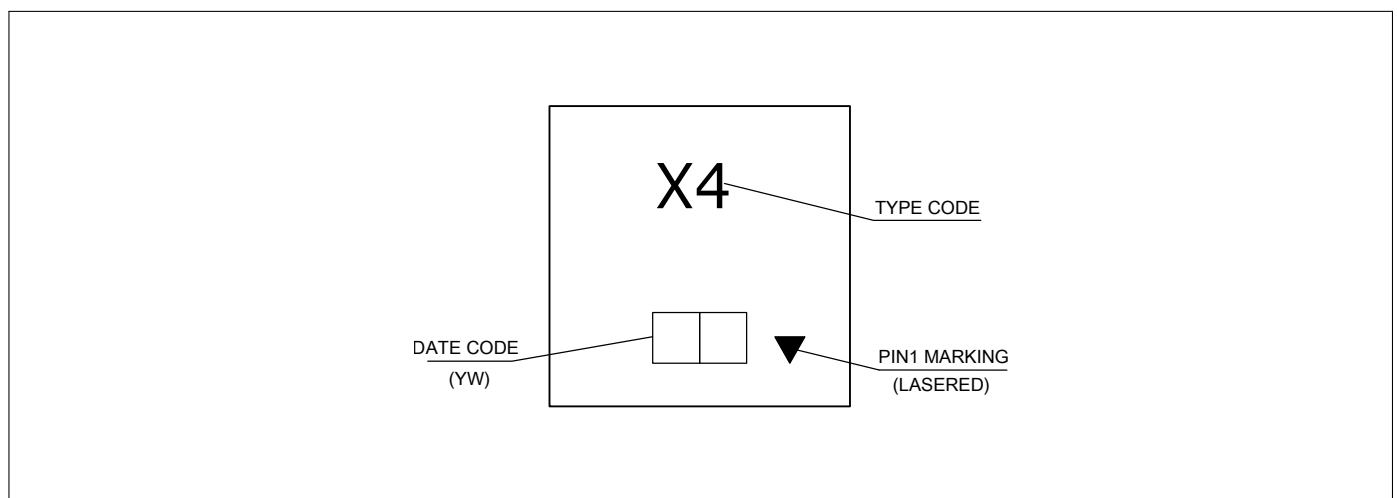 X4
TYPE CODE
DATE CODE
(YW)
PIN1 MARKING
(LASERED)